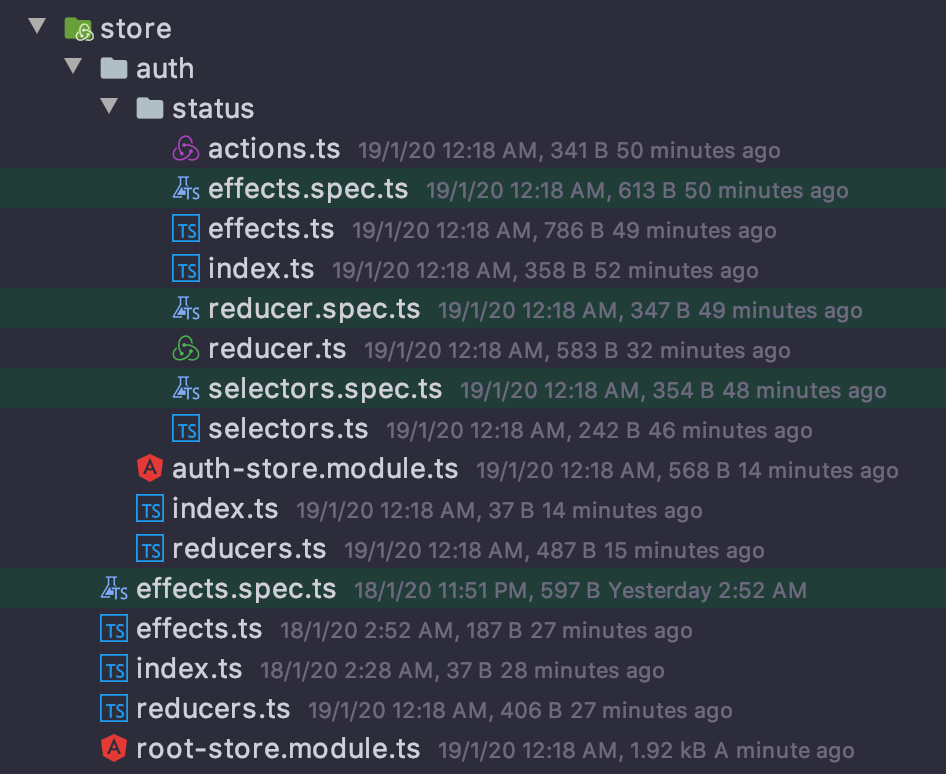 store
auth
status
actions.ts 19/1/20 12:18 AM, 341 B 50 minutes ago
TS effects.spec.ts 19/1/20 12:18 AM, 613 B 50 minutes ago
TS effects.ts 19/1/20 12:18 AM, 786 B 49 minutes ago
TS index.ts 19/1/20 12:18 AM, 358 B 52 minutes ago
TS reducer.spec.ts 19/1/20 12:18 AM, 347 B 49 minutes ago
reducer.ts 19/1/20 12:18 AM, 583 B 32 minutes ago
TS selectors.spec.ts 19/1/20 12:18 AM, 354 B 48 minutes ago
TS selectors.ts 19/1/20 12:18 AM, 242 B 46 minutes ago
A auth-store.module.ts 19/1/20 12:18 AM, 568 B 14 minutes ago
TS index.ts 19/1/20 12:18 AM, 37 B 14 minutes ago
TS reducers.ts 19/1/20 12:18 AM, 487 B 15 minutes ago
TS effects.spec.ts 18/1/20 11:51 PM, 597 B Yesterday 2:52 AM
TS effects.ts 18/1/20 2:52 AM, 187 B 27 minutes ago
TS index.ts 18/1/20 2:28 AM, 37 B 28 minutes ago
TS reducers.ts 19/1/20 12:18 AM, 406 B 27 minutes ago
A root-store.module.ts 19/1/20 12:18 AM, 1.92 kB A minute ago